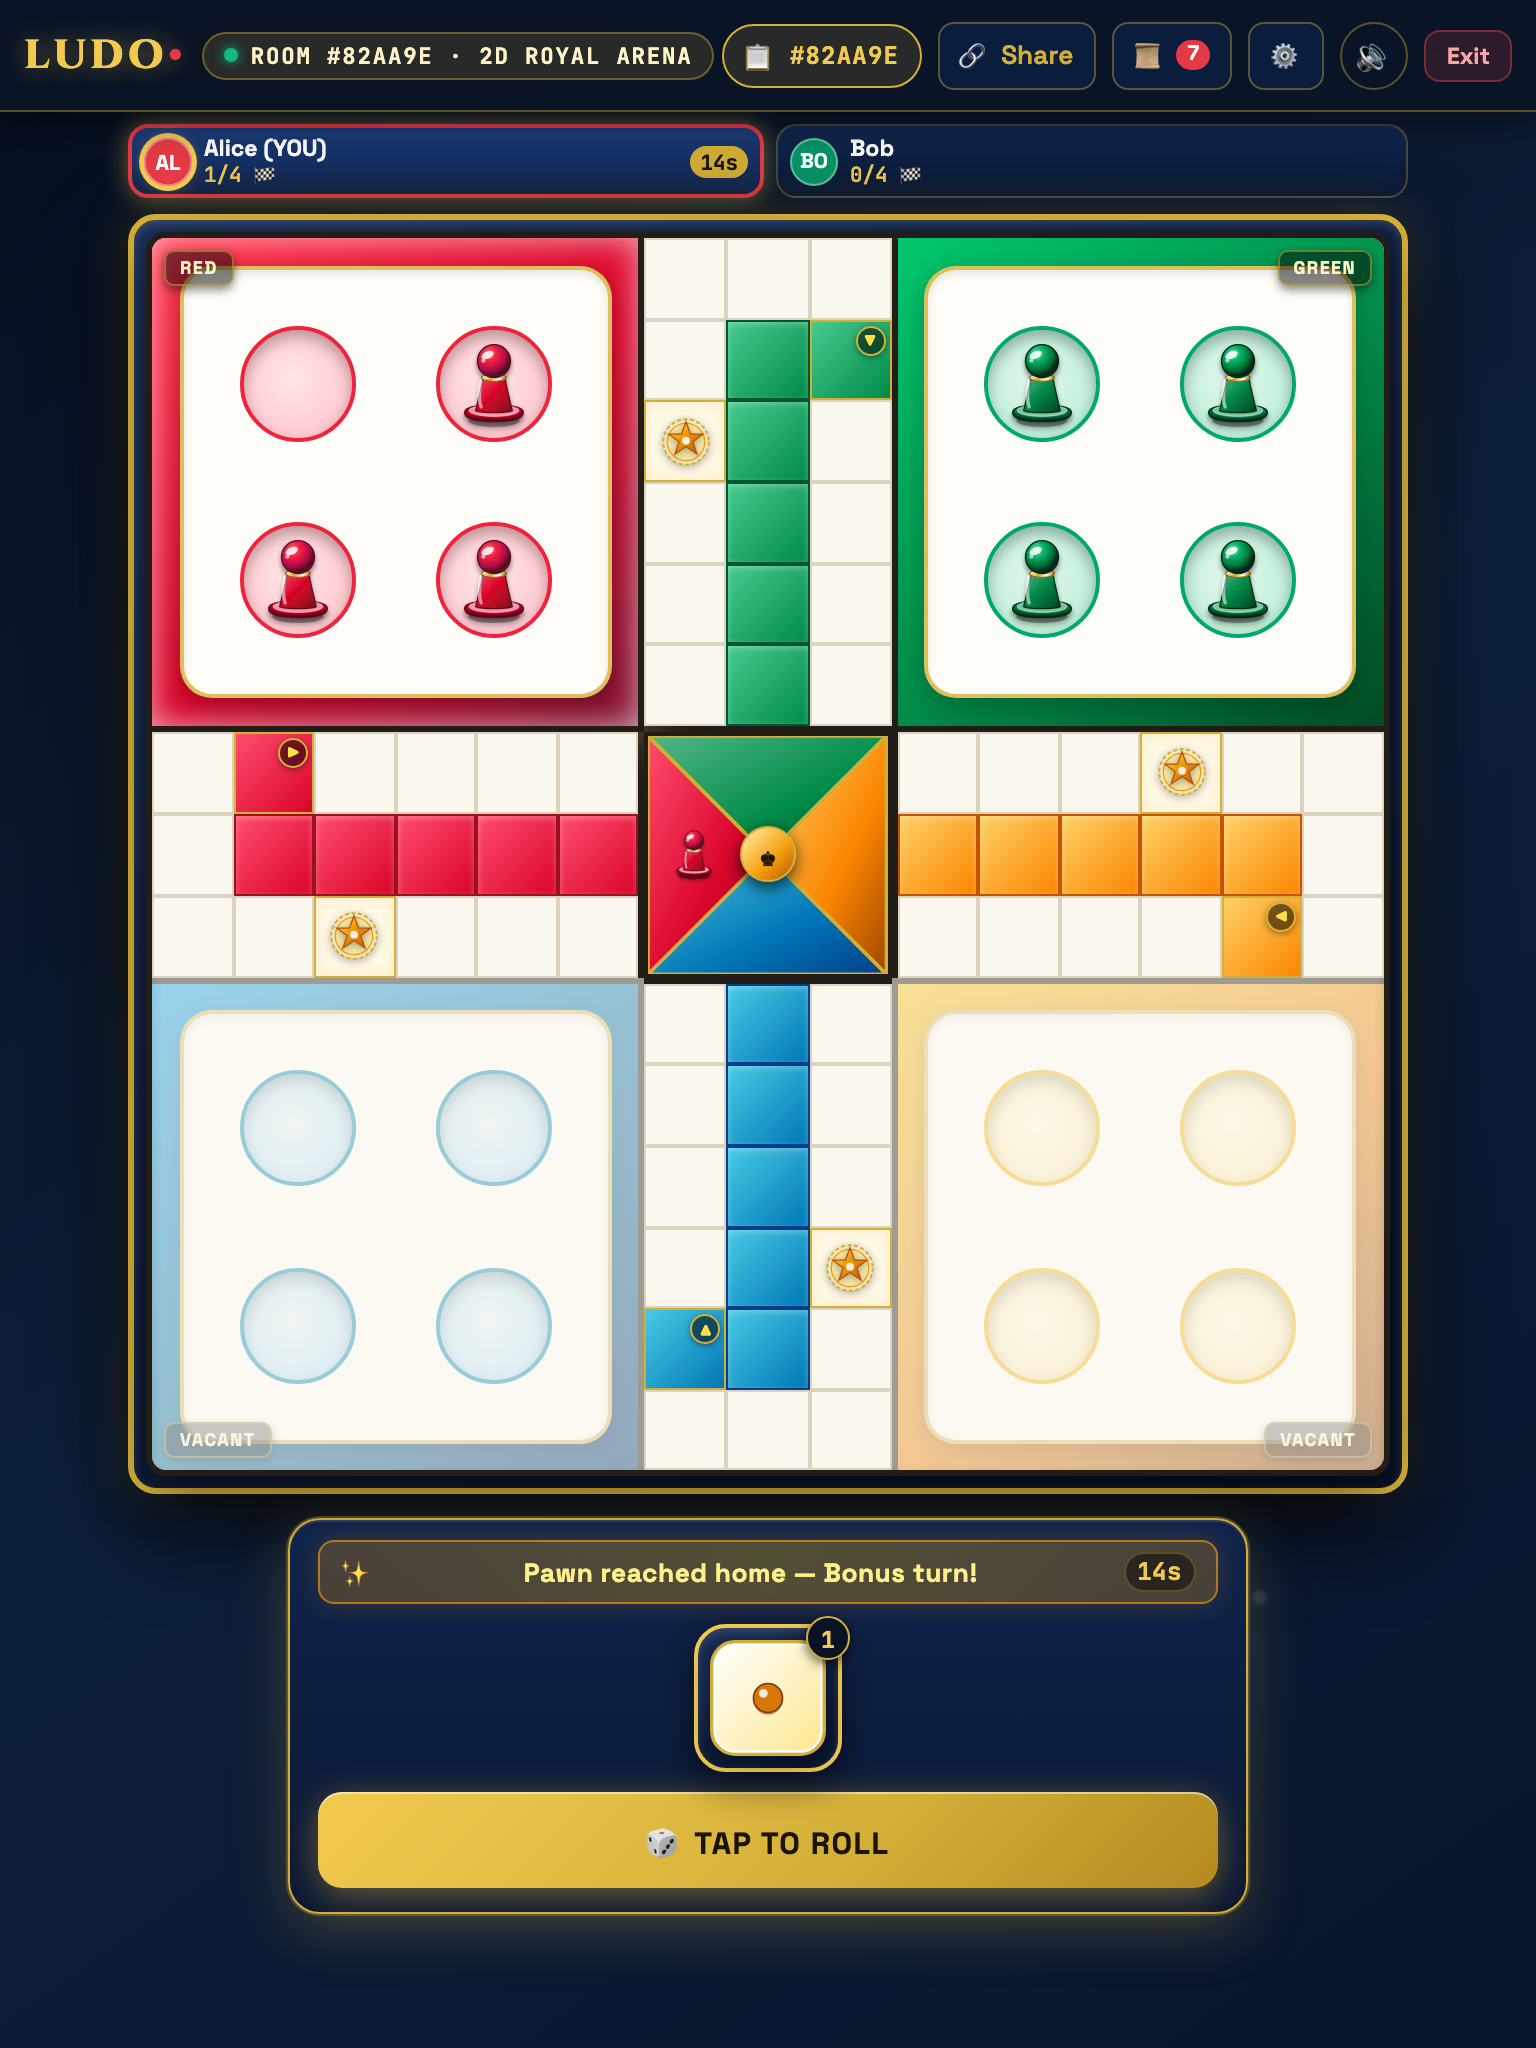 LUDO
ROOM #82AA9E · 2D ROYAL ARENA
#82AA9E
Share
7
Exit
AL
Alice (YOU)
1/4
14s
BO
Bob
0/4
RED
GREEN
VACANT
VACANT
Pawn reached home — Bonus turn!
14s
1
TAP TO ROLL